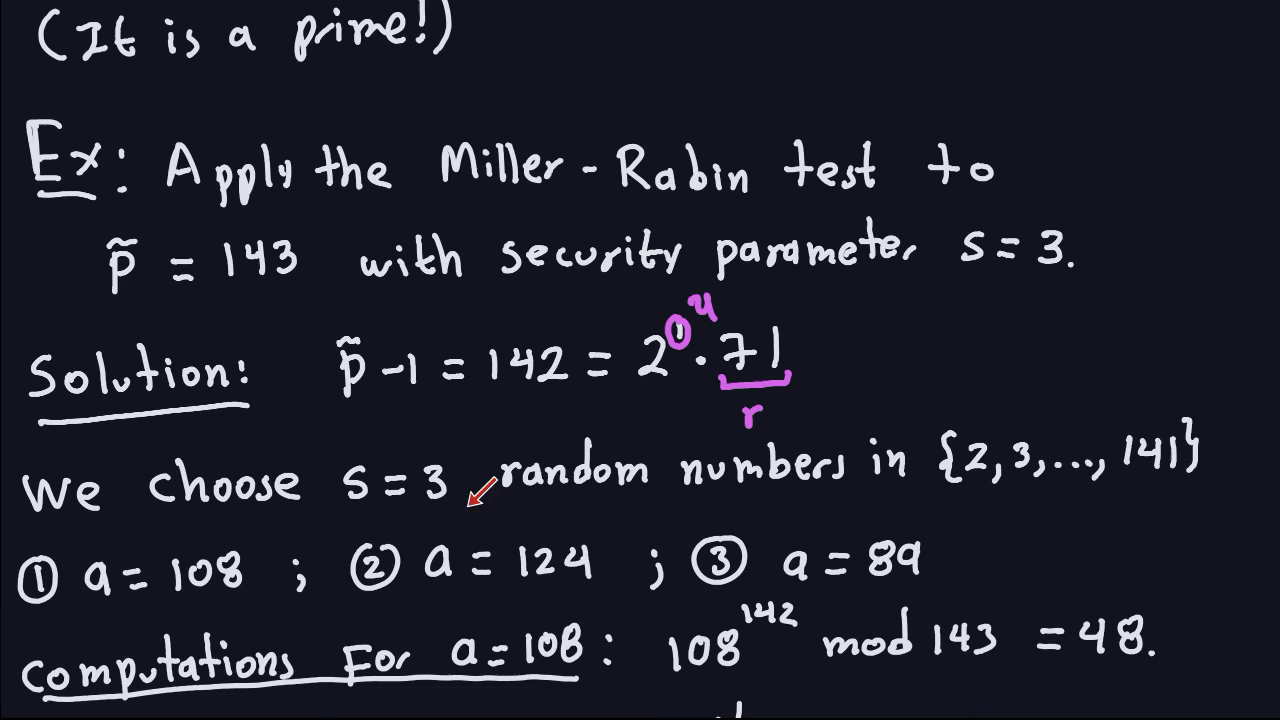 (It is a prime!)
Ex: Apply the Miller-Rabin test to
p̃ = 143 with security parameter s = 3.
Solution: p̃ - 1 = 142 = 2¹ · 71
u
r
We choose s = 3 random numbers in {2, 3, ..., 141}
① a = 108 ; ② a = 124 ; ③ a = 89
Computations For a = 108 : 108¹⁴² mod 143 = 48.